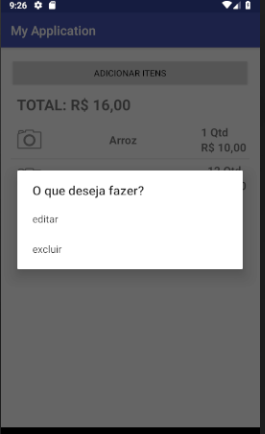 9:26
My Application
ADICIONAR ITENS
TOTAL: R$ 16,00
1 Qtd
Arroz
R$ 10,00
O que deseja fazer?
editar
excluir